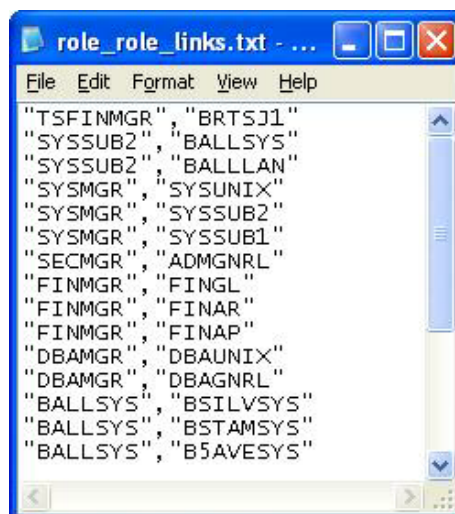 role_role_links.txt - ...
File Edit Format View Help
"TSFINMGR","BRTSJ1"
"SYSSUB2","BALLSYS"
"SYSSUB2","BALLLAN"
"SYSMGR","SYSUNIX"
"SYSMGR","SYSSUB2"
"SYSMGR","SYSSUB1"
"SECMGR","ADMGNRL"
"FINMGR","FINGL"
"FINMGR","FINAR"
"FINMGR","FINAP"
"DBAMGR","DBAUNIX"
"DBAMGR","DBAGNRL"
"BALLSYS","BSILVSYS"
"BALLSYS","BSTAMSYS"
"BALLSYS","B5AVESYS"